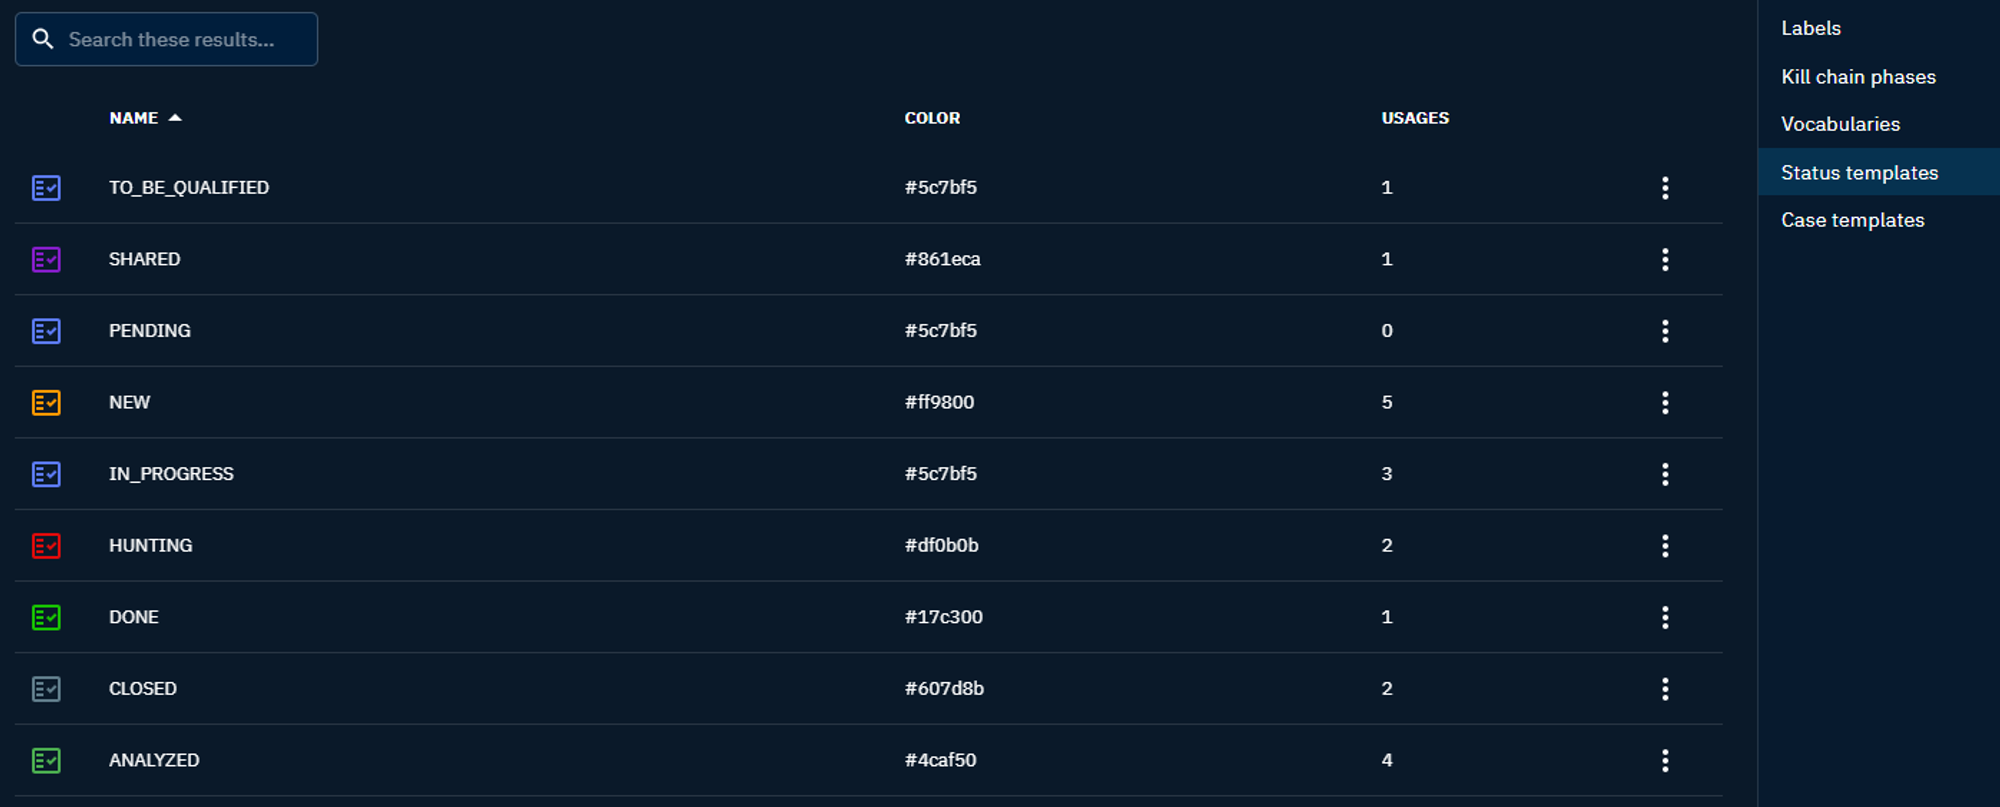 Search these results...
NAME COLOR USAGES
TO_BE_QUALIFIED #5c7bf5 1
SHARED #861eca 1
PENDING #5c7bf5 0
NEW #ff9800 5
IN_PROGRESS #5c7bf5 3
HUNTING #df0b0b 2
DONE #17c300 1
CLOSED #607d8b 2
ANALYZED #4caf50 4
Labels
Kill chain phases
Vocabularies
Status templates
Case templates